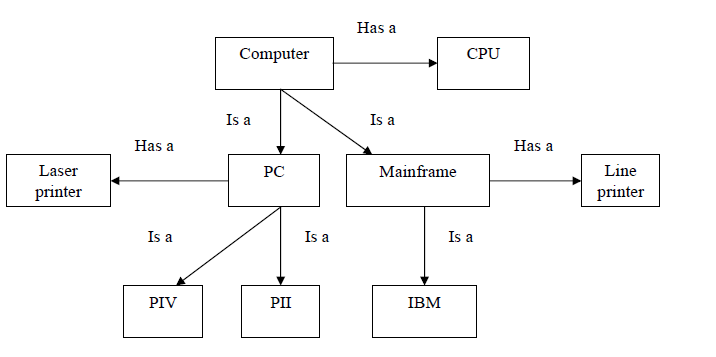 Has a
Computer
CPU
Is a
Is a
Has a
Has a
Laser
printer
PC
Mainframe
Line
printer
Is a
Is a
Is a
PIV
PII
IBM